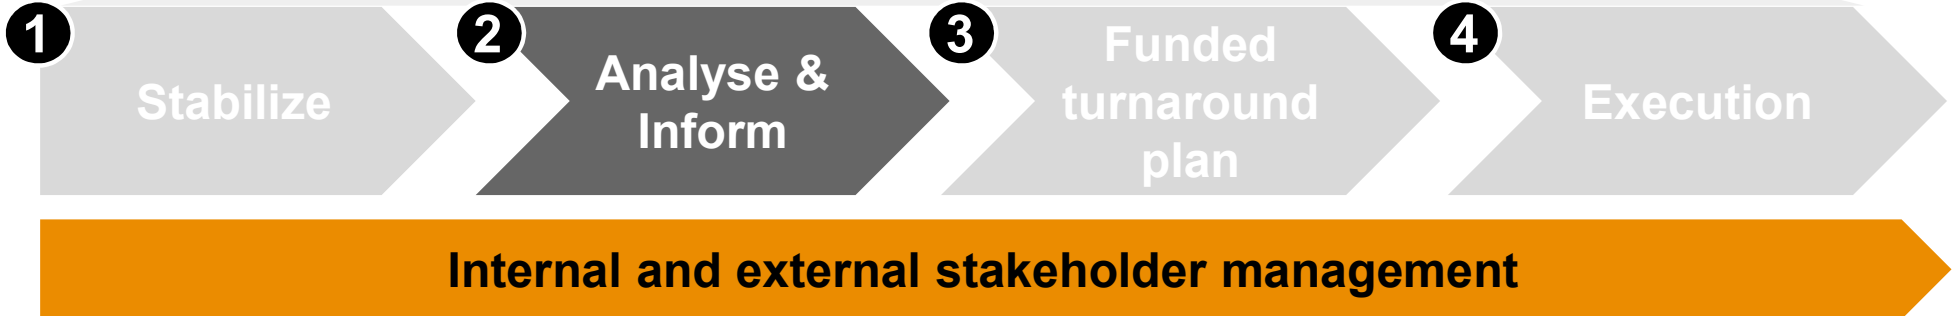 1
Stabilize
2
Analyse &
Inform
3
Funded
turnaround
plan
4
Execution
Internal and external stakeholder management